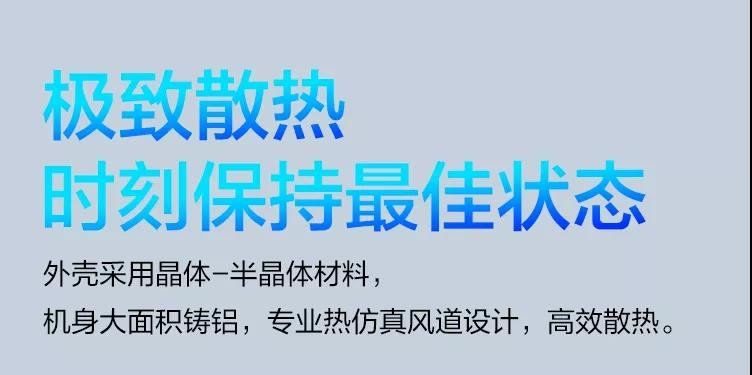 极致散热
时刻保持最佳状态
外壳采用晶体-半晶体材料，
机身大面积铸铝，专业热仿真风道设计，高效散热。